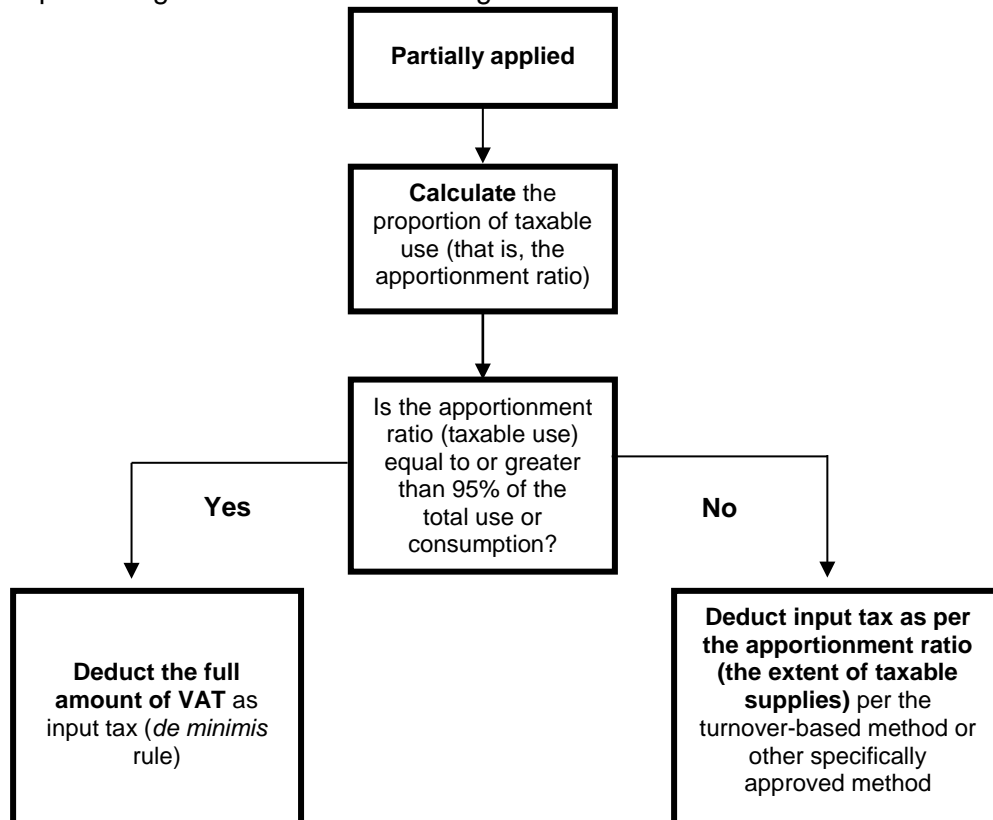 Partially applied
Calculate the
proportion of taxable
use (that is, the
apportionment ratio)
Is the apportionment
ratio (taxable use)
equal to or greater
than 95% of the
total use or
consumption?
Yes
No
Deduct the full
amount of VAT as
input tax (de minimis
rule)
Deduct input tax as per
the apportionment ratio
(the extent of taxable
supplies) per the
turnover-based method or
other specifically
approved method